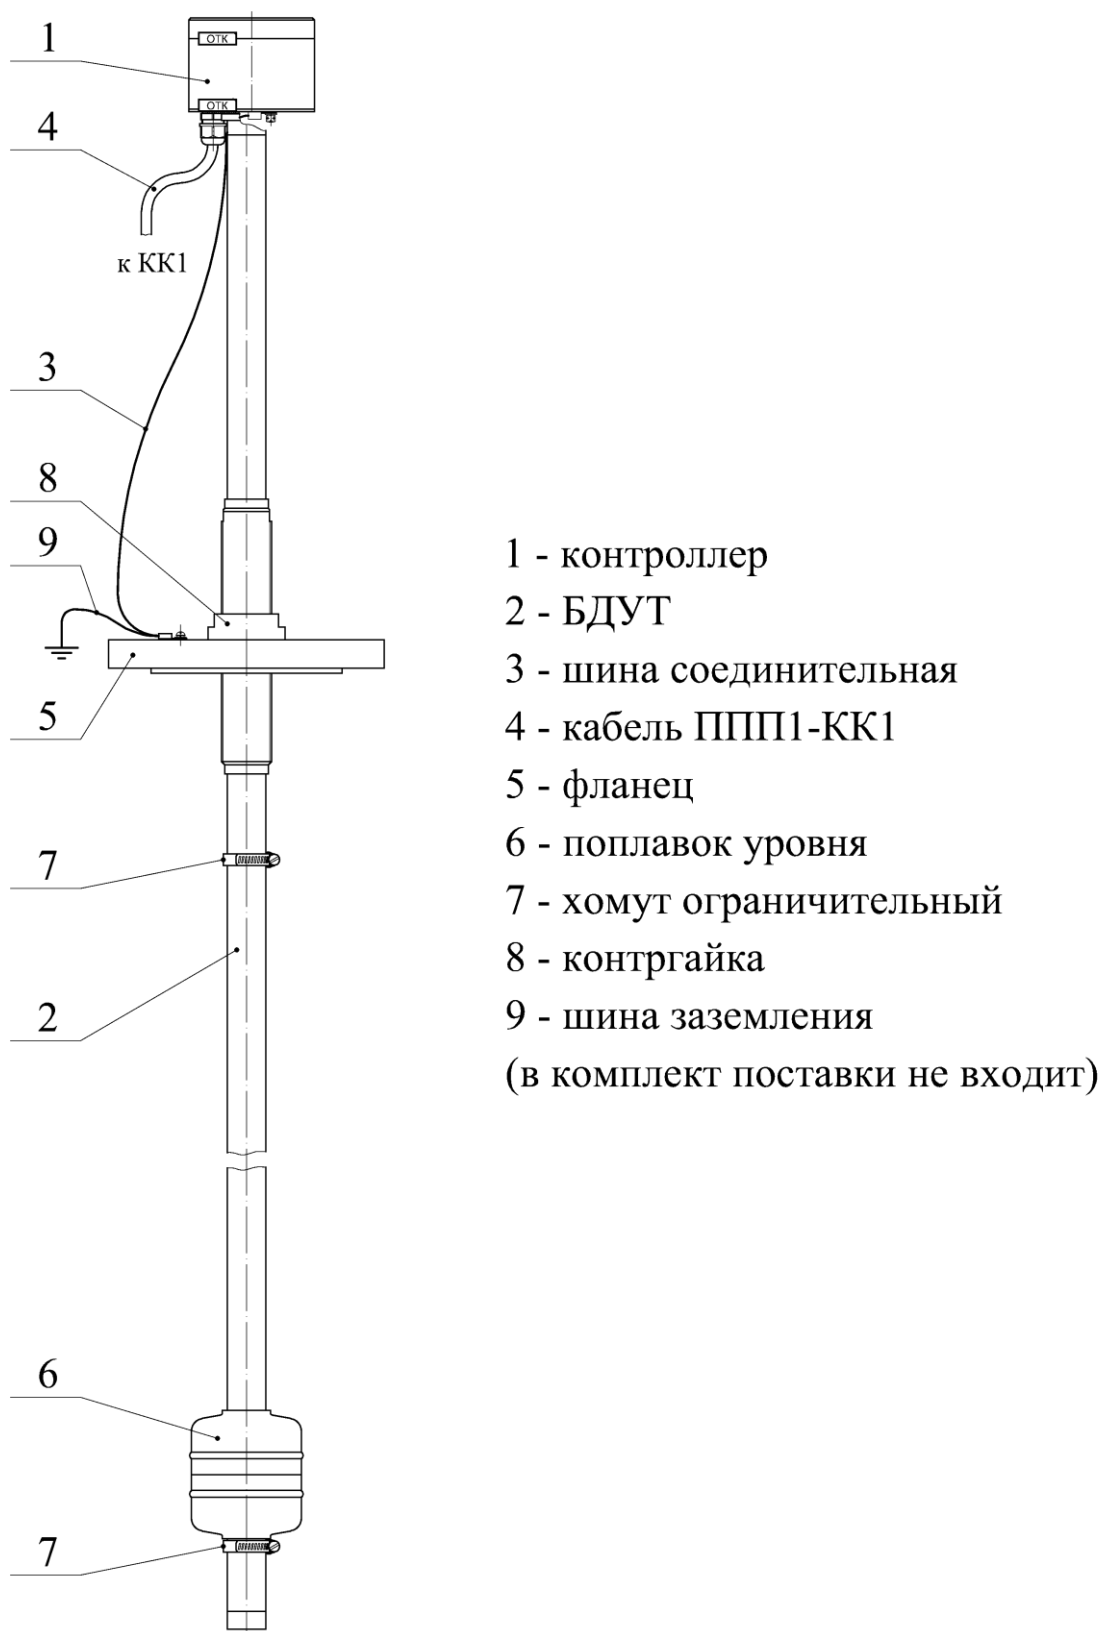 1
ОТК
ОТК
4
к КК1
3
8
9
5
7
2
6
7
1 - контроллер
2 - БДУТ
3 - шина соединительная
4 - кабель ППП1-КК1
5 - фланец
6 - поплавок уровня
7 - хомут ограничительный
8 - контргайка
9 - шина заземления
(в комплект поставки не входит)